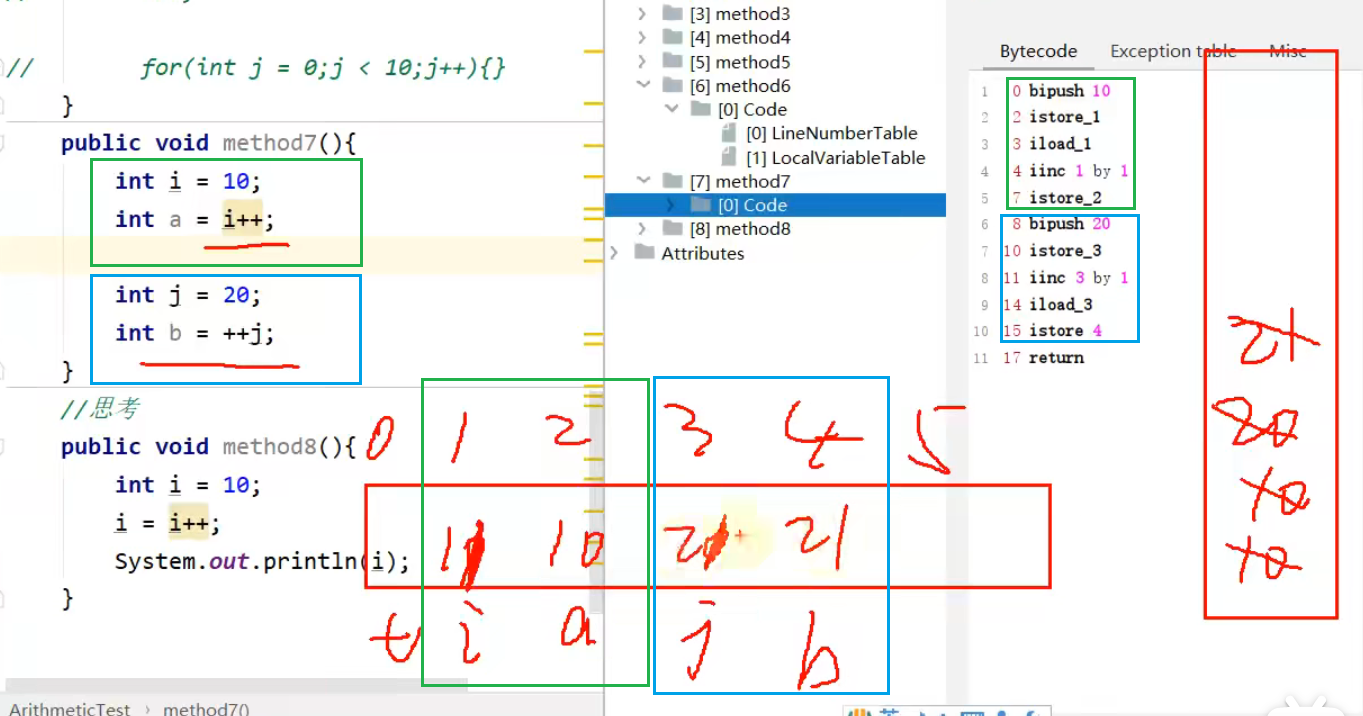 //        for(int j = 0;j < 10;j++){}
}
public void method7(){
int i = 10;
int a = i++;
int j = 20;
int b = ++j;
}
//思考
public void method8(){
int i = 10;
i = i++;
System.out.println(i);
}
ArithmeticTest › method7()
[3] method3
[4] method4
[5] method5
[6] method6
[0] Code
[0] LineNumberTable
[1] LocalVariableTable
[7] method7
[0] Code
[8] method8
Attributes
Bytecode Exception table Misc
1 0 bipush 10
2 2 istore_1
3 3 iload_1
4 4 iinc 1 by 1
5 7 istore_2
6 8 bipush 20
7 10 istore_3
8 11 iinc 3 by 1
9 14 iload_3
10 15 istore 4
11 17 return
0 1 2 3 4 5
11 10 21 21
t i a j b
21
20
10
10
英